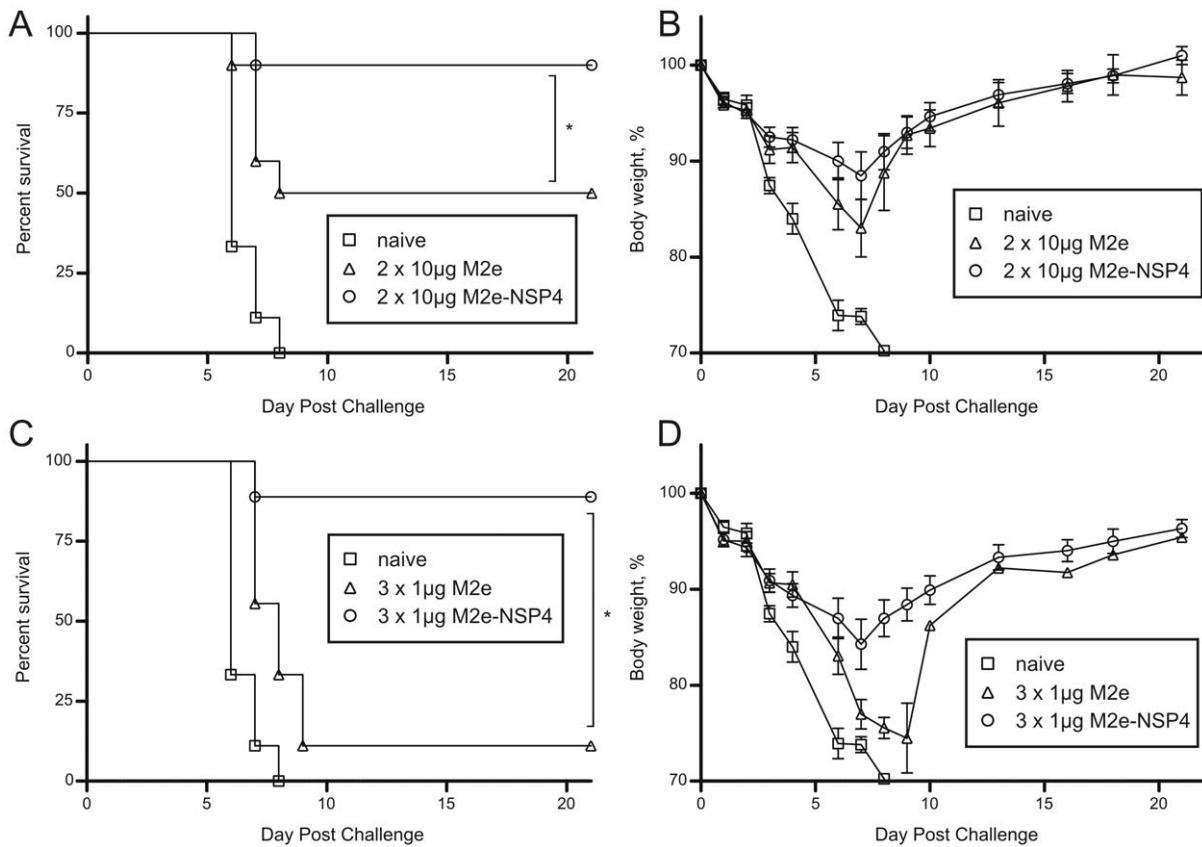 A
Percent survival
100
75
50
25
0
0 5 10 15 20
Day Post Challenge
*
naive
2 x 10µg M2e
2 x 10µg M2e-NSP4
B
Body weight, %
100
90
80
70
0 5 10 15 20
Day Post Challenge
naive
2 x 10µg M2e
2 x 10µg M2e-NSP4
C
Percent survival
100
75
50
25
0
0 5 10 15 20
Day Post Challenge
*
naive
3 x 1µg M2e
3 x 1µg M2e-NSP4
D
Body weight, %
100
90
80
70
0 5 10 15 20
Day Post Challenge
naive
3 x 1µg M2e
3 x 1µg M2e-NSP4